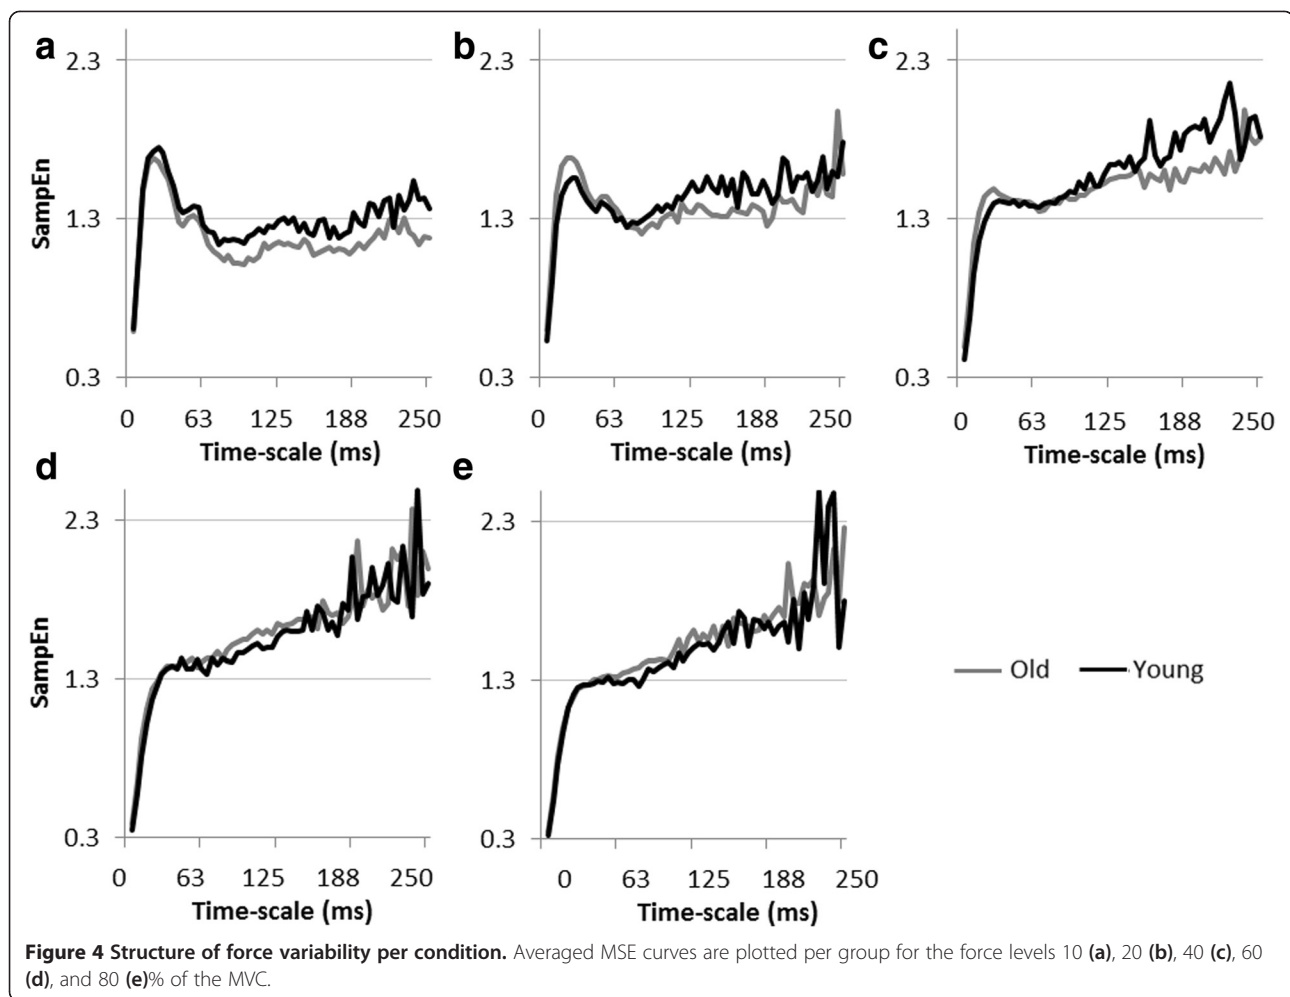 a
2.3
1.3
0.3
SampEn
0 63 125 188 250
Time-scale (ms)
b
2.3
1.3
0.3
0 63 125 188 250
Time-scale (ms)
c
2.3
1.3
0.3
0 63 125 188 250
Time-scale (ms)
d
2.3
1.3
0.3
SampEn
0 63 125 188 250
Time-scale (ms)
e
2.3
1.3
0.3
0 63 125 188 250
Time-scale (ms)
Old Young
Figure 4 Structure of force variability per condition. Averaged MSE curves are plotted per group for the force levels 10 (a), 20 (b), 40 (c), 60
(d), and 80 (e)% of the MVC.